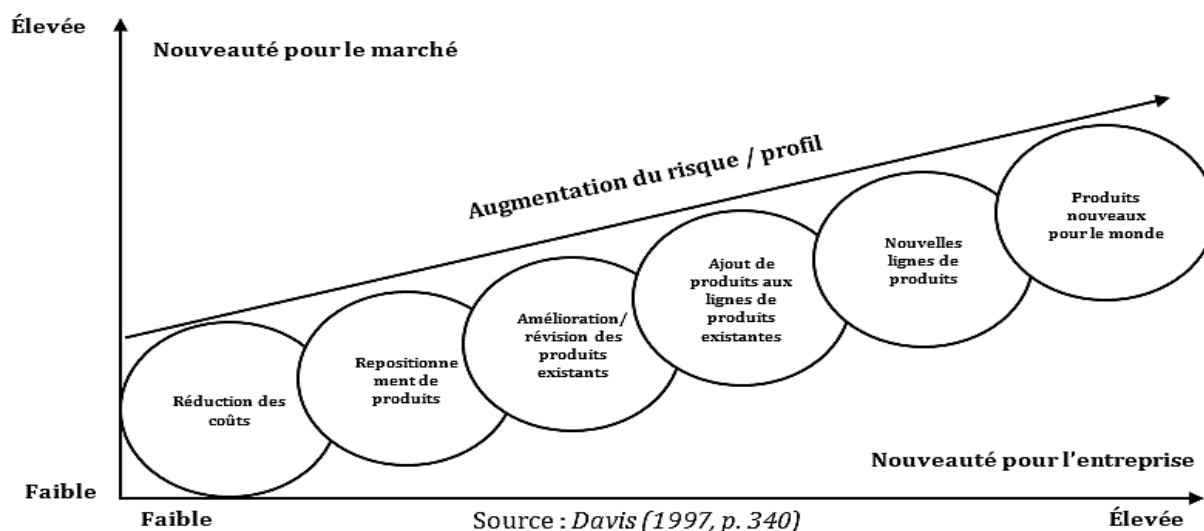 Élevée
Nouveauté pour le marché
Augmentation du risque / profil
Réduction des
coûts
Repositionne
ment de
produits
Amélioration/
révision des
produits
existants
Ajout de
produits aux
lignes de
produits
existantes
Nouvelles
lignes de
produits
Produits
nouveaux
pour le monde
Nouveauté pour l'entreprise
Faible
Faible
Élevée
Source : Davis (1997, p. 340)